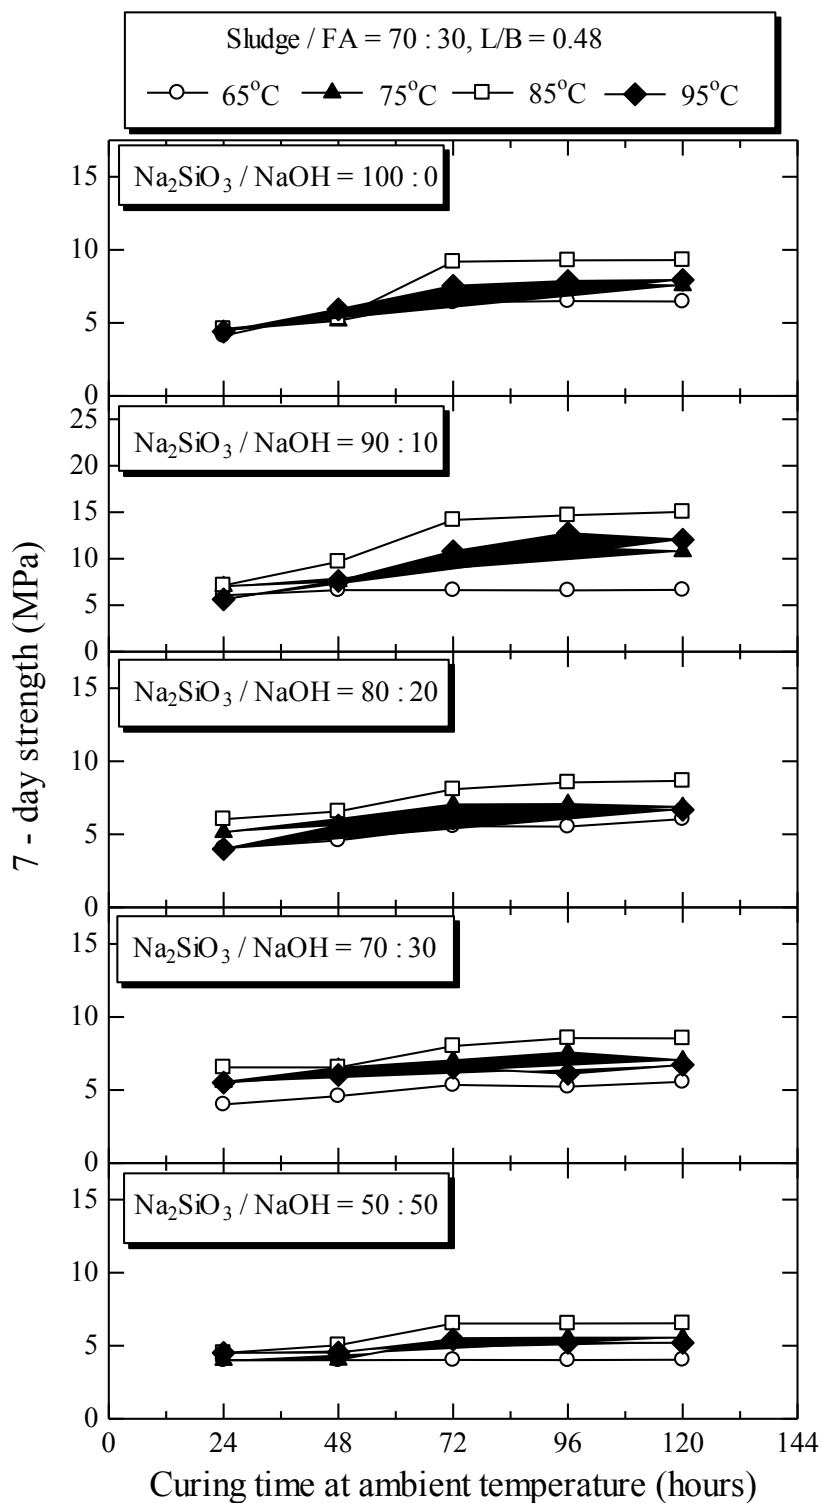 Sludge / FA = 70 : 30, L/B = 0.48
65°C 75°C 85°C 95°C
Na₂SiO₃ / NaOH = 100 : 0
15
10
5
0
Na₂SiO₃ / NaOH = 90 : 10
25
20
15
10
5
0
Na₂SiO₃ / NaOH = 80 : 20
15
10
5
0
Na₂SiO₃ / NaOH = 70 : 30
15
10
5
0
Na₂SiO₃ / NaOH = 50 : 50
15
10
5
0
7 - day strength (MPa)
0 24 48 72 96 120 144
Curing time at ambient temperature (hours)